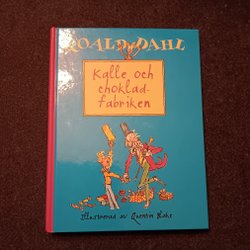 ROALD DAHL
Kalle och
choklad-
fabriken
Illustrerad av Quentin Blake